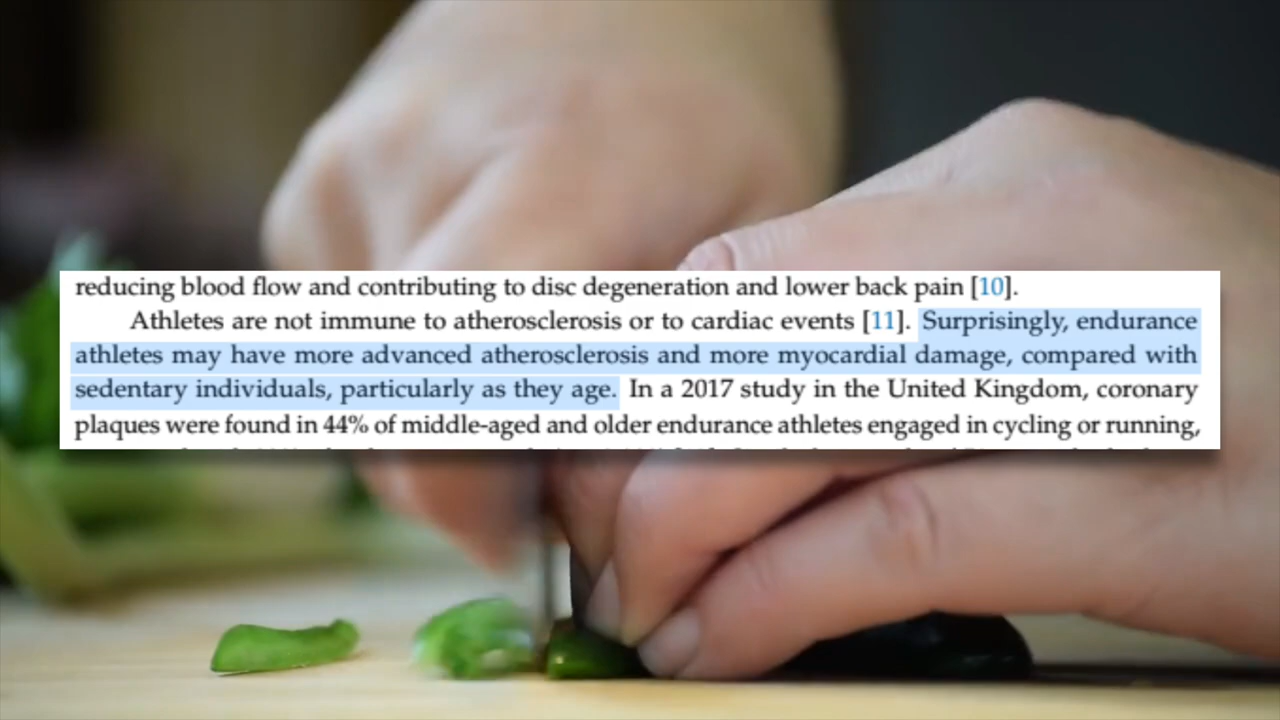 reducing blood flow and contributing to disc degeneration and lower back pain [10].
Athletes are not immune to atherosclerosis or to cardiac events [11]. Surprisingly, endurance
athletes may have more advanced atherosclerosis and more myocardial damage, compared with
sedentary individuals, particularly as they age. In a 2017 study in the United Kingdom, coronary
plaques were found in 44% of middle-aged and older endurance athletes engaged in cycling or running,